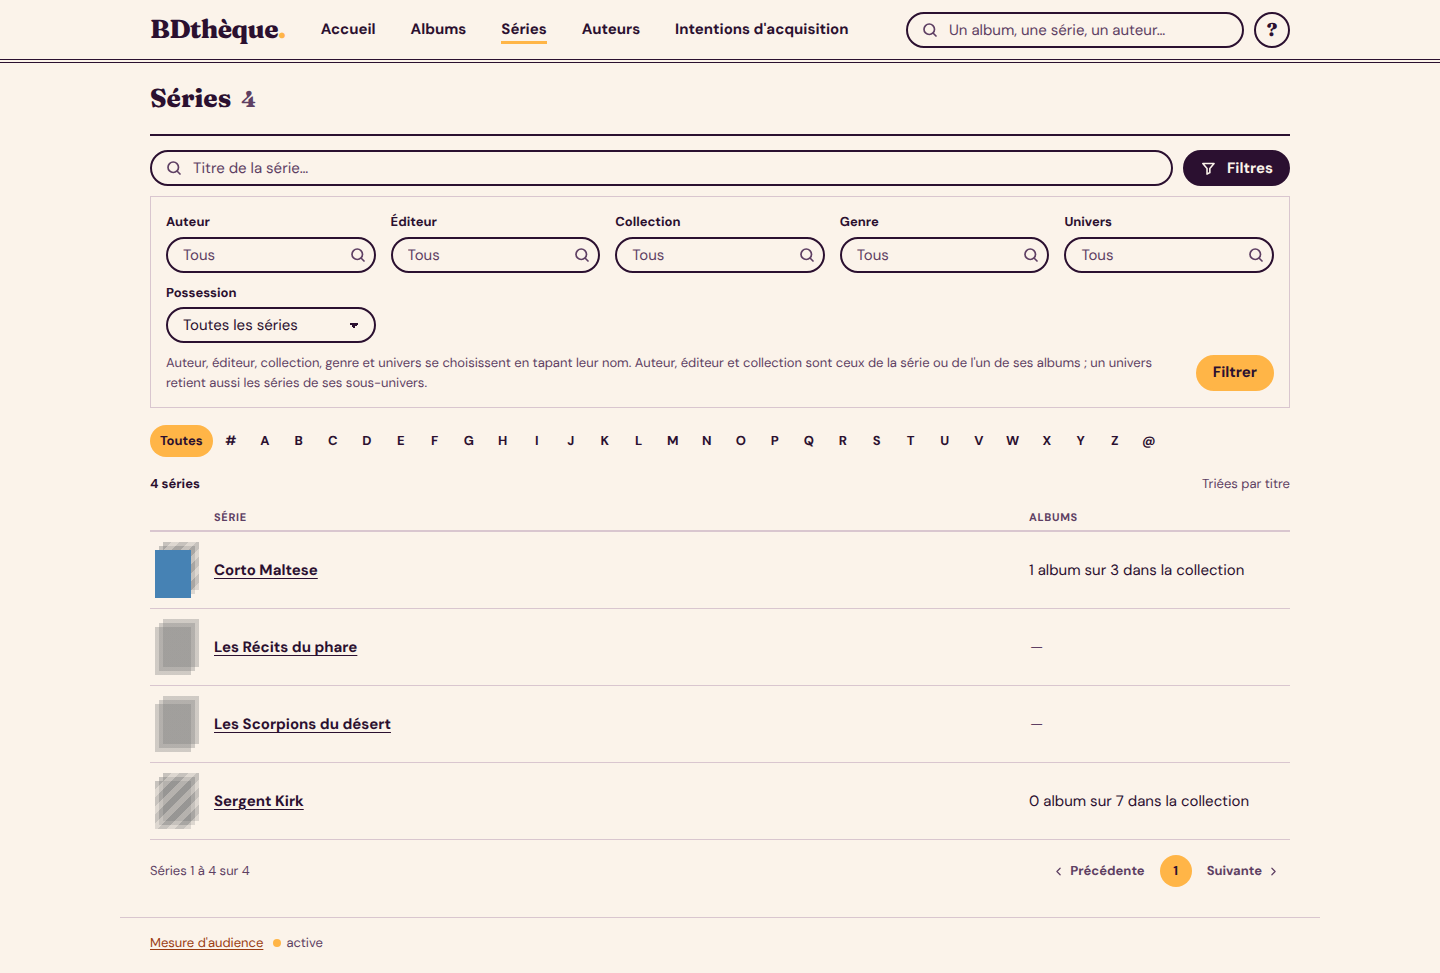 BDthèque.
Accueil
Albums
Séries
Auteurs
Intentions d'acquisition
Un album, une série, un auteur...
?
Séries 4
Titre de la série...
Filtres
Auteur
Éditeur
Collection
Genre
Univers
Tous
Tous
Tous
Tous
Tous
Possession
Toutes les séries
Auteur, éditeur, collection, genre et univers se choisissent en tapant leur nom. Auteur, éditeur et collection sont ceux de la série ou de l'un de ses albums ; un univers
retient aussi les séries de ses sous-univers.
Filtrer
Toutes # A B C D E F G H I J K L M N O P Q R S T U V W X Y Z @
4 séries
Triées par titre
SÉRIE
ALBUMS
Corto Maltese
1 album sur 3 dans la collection
Les Récits du phare
—
Les Scorpions du désert
—
Sergent Kirk
0 album sur 7 dans la collection
Séries 1 à 4 sur 4
Précédente
1
Suivante
Mesure d'audience
active